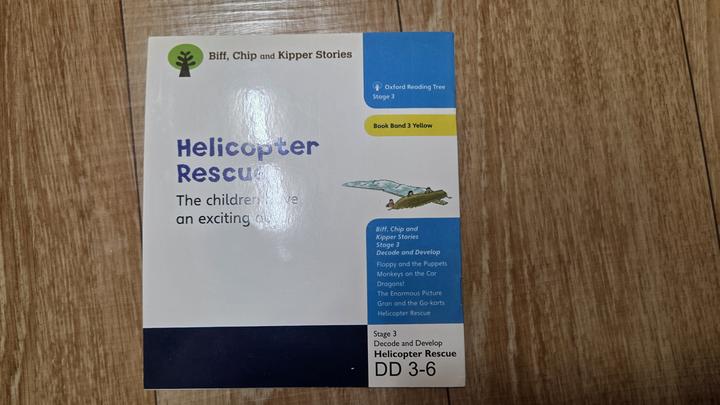 Biff, Chip and Kipper Stories
Oxford Reading Tree
Stage 3
Book Band 3 Yellow
Helicopter
Rescue
The children have
an exciting
Biff, Chip and
Kipper Stories
Stage 3
Decode and Develop
Floppy and the Puppets
Monkeys on the Car
Dragons!
The Enormous Picture
Gran and the Go-karts
Helicopter Rescue
Stage 3
Decode and Develop
Helicopter Rescue
DD 3-6